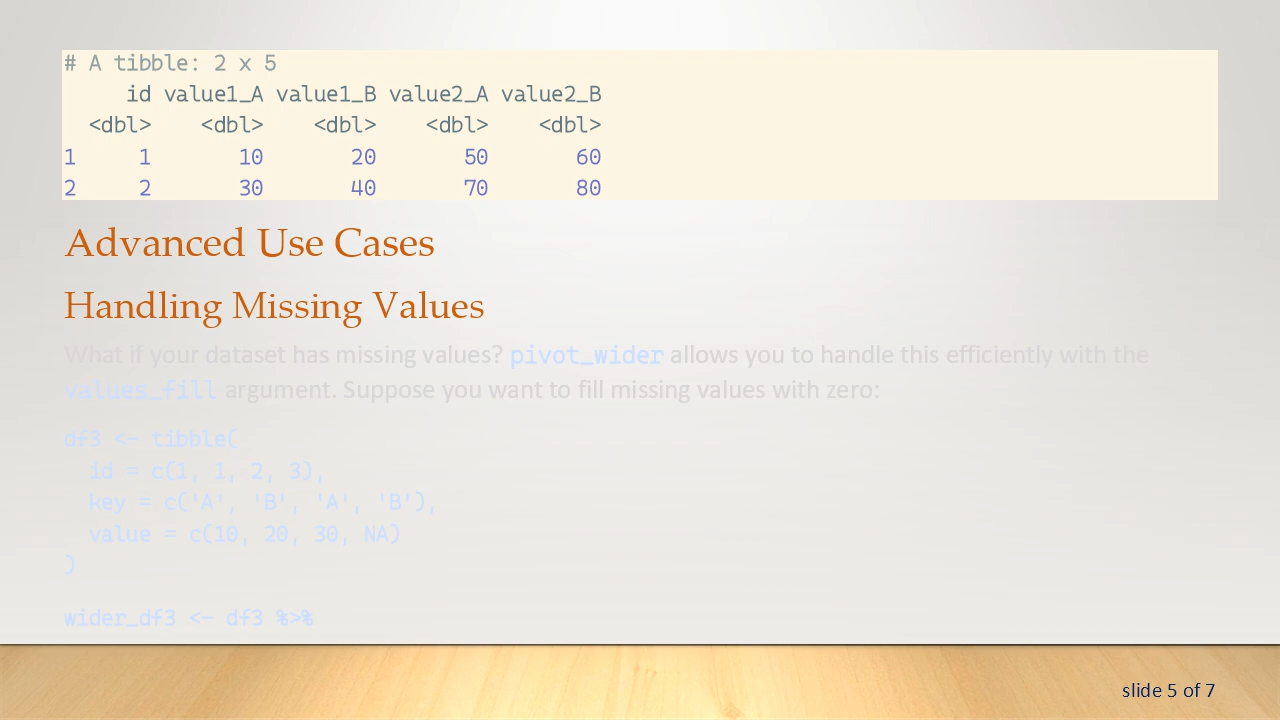 # A tibble: 2 x 5
     id value1_A value1_B value2_A value2_B
  <dbl>    <dbl>    <dbl>    <dbl>    <dbl>
1     1       10       20       50       60
2     2       30       40       70       80
Advanced Use Cases
Handling Missing Values
What if your dataset has missing values? pivot_wider allows you to handle this efficiently with the
values_fill argument. Suppose you want to fill missing values with zero:
df3 <- tibble(
  id = c(1, 1, 2, 3),
  key = c('A', 'B', 'A', 'B'),
  value = c(10, 20, 30, NA)
)
wider_df3 <- df3 %>%
slide 5 of 7